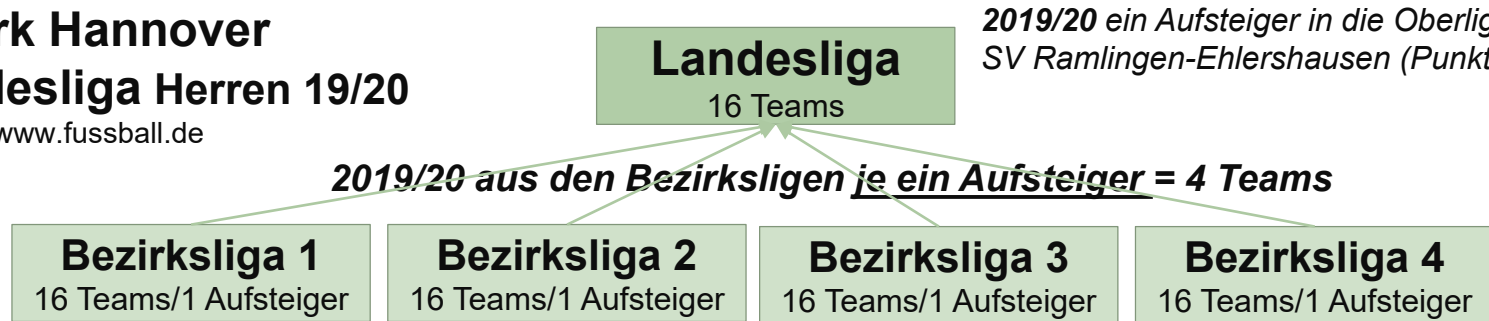 rk Hannover
desliga Herren 19/20
www.fussball.de
Landesliga
16 Teams
2019/20 ein Aufsteiger in die Oberlig
SV Ramlingen-Ehlershausen (Punkt
2019/20 aus den Bezirksligen je ein Aufsteiger = 4 Teams
Bezirksliga 1
16 Teams/1 Aufsteiger
Bezirksliga 2
16 Teams/1 Aufsteiger
Bezirksliga 3
16 Teams/1 Aufsteiger
Bezirksliga 4
16 Teams/1 Aufsteiger